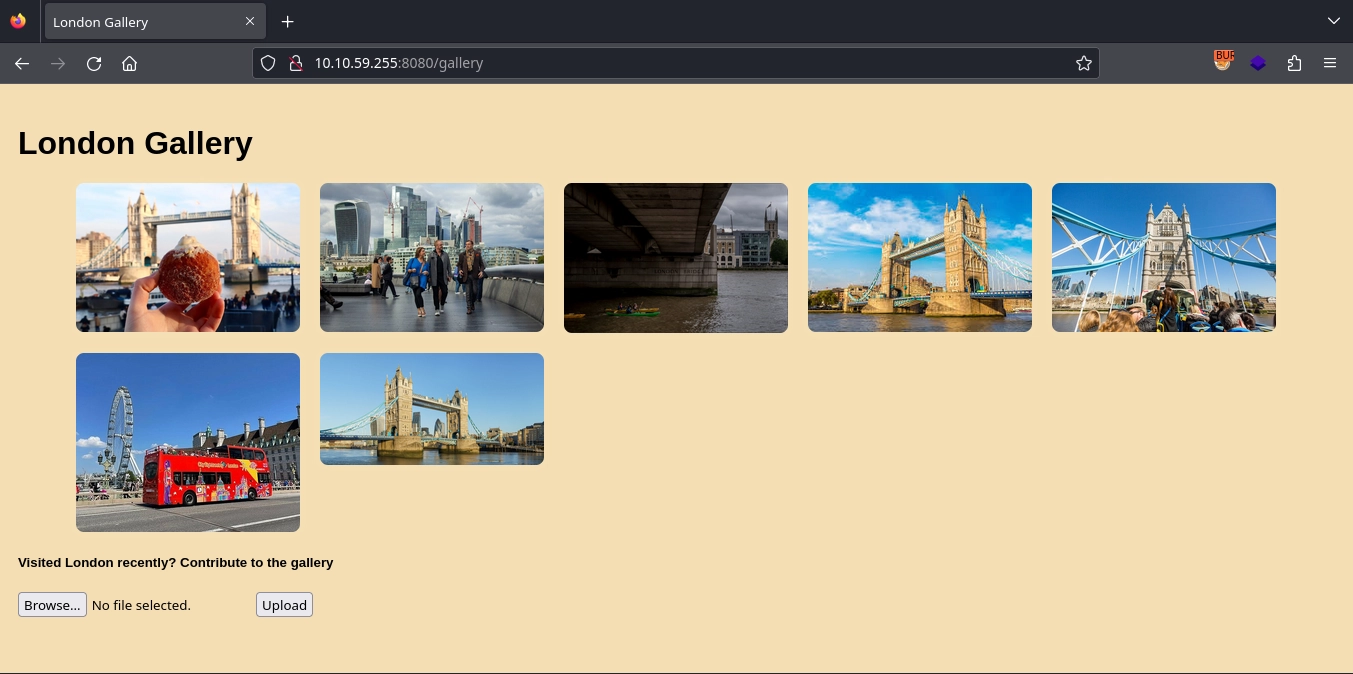 London Gallery
10.10.59.255:8080/gallery
BUR
London Gallery
Visited London recently? Contribute to the gallery
Browse... No file selected. Upload